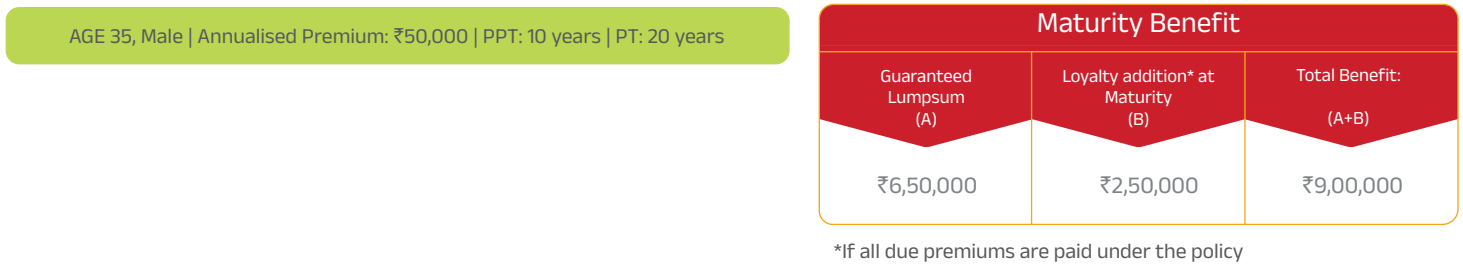 AGE 35, Male | Annualised Premium: ₹50,000 | PPT: 10 years | PT: 20 years
Maturity Benefit
Guaranteed
Lumpsum
(A)
Loyalty addition* at
Maturity
(B)
Total Benefit:
(A+B)
₹6,50,000
₹2,50,000
₹9,00,000
*If all due premiums are paid under the policy